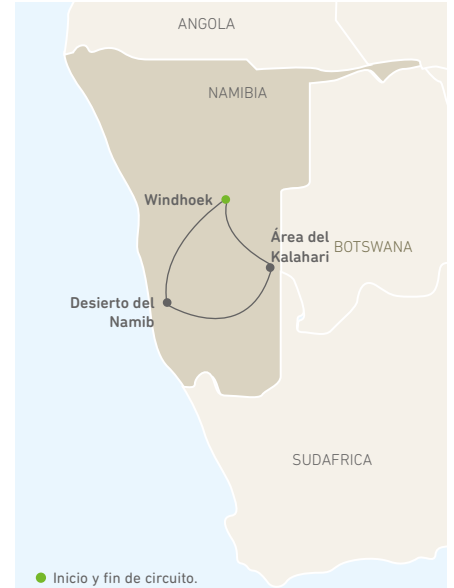 ANGOLA
NAMIBIA
Windhoek
Área del
Kalahari
BOTSWANA
Desierto del
Namib
SUDAFRICA
Inicio y fin de circuito.